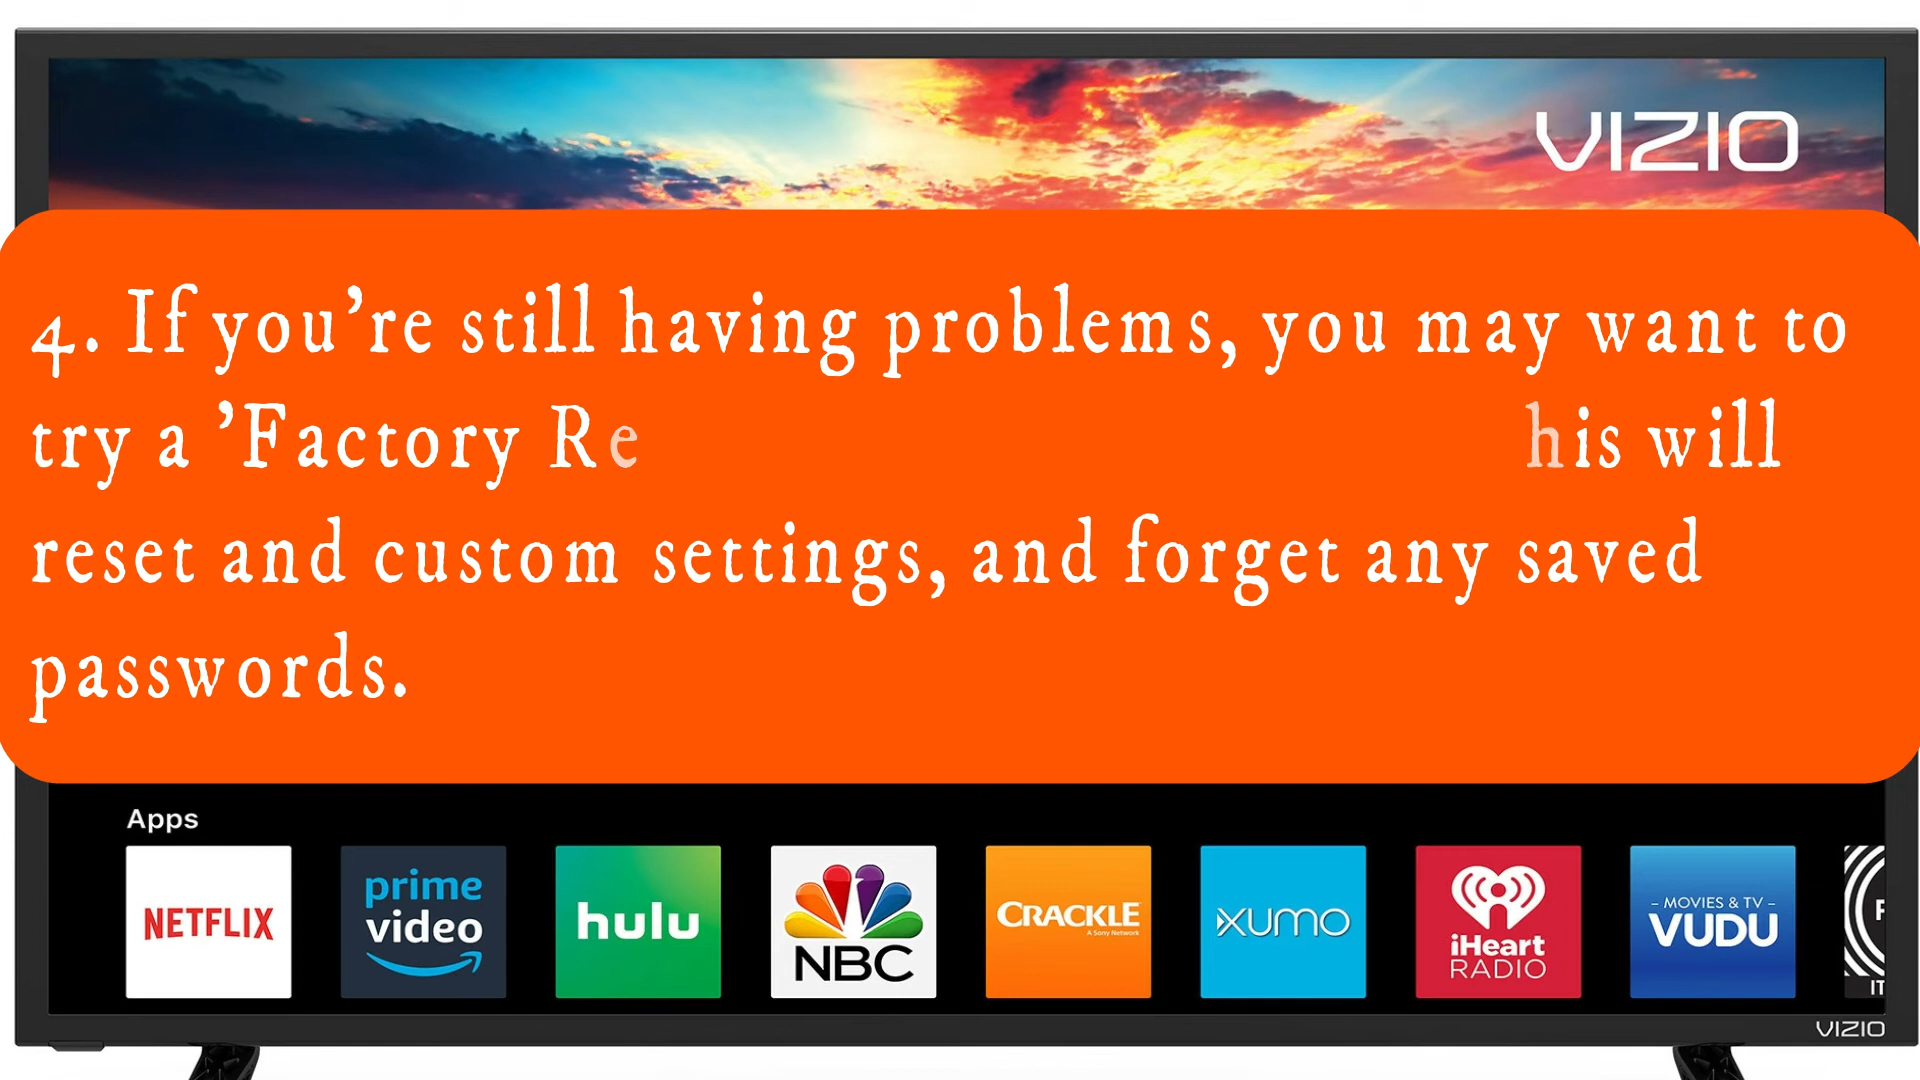 VIZIO
4. If you're still having problems, you may want to
try a 'Factory Re his will
reset and custom settings, and forget any saved
passwords.
Apps
NETFLIX
prime video
hulu
NBC
CRACKLE
A Sony Network
XUMO
iHeart RADIO
- MOVIES & TV -
VUDU
VIZIO